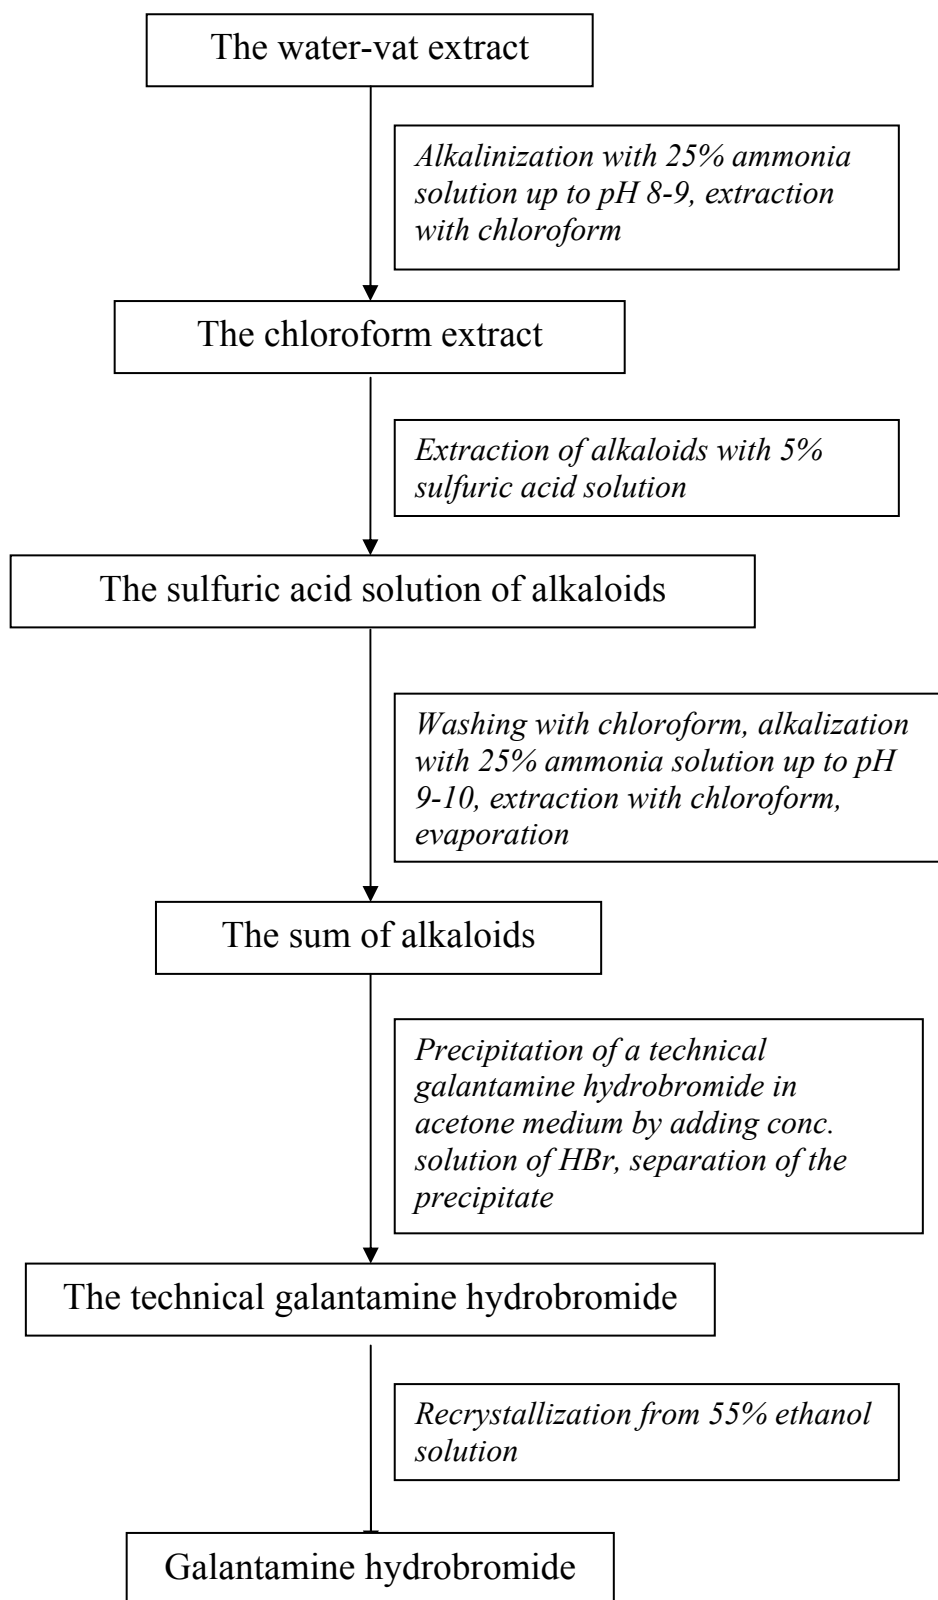 The water-vat extract
Alkalinization with 25% ammonia
solution up to pH 8-9, extraction
with chloroform
The chloroform extract
Extraction of alkaloids with 5%
sulfuric acid solution
The sulfuric acid solution of alkaloids
Washing with chloroform, alkalization
with 25% ammonia solution up to pH
9-10, extraction with chloroform,
evaporation
The sum of alkaloids
Precipitation of a technical
galantamine hydrobromide in
acetone medium by adding conc.
solution of HBr, separation of the
precipitate
The technical galantamine hydrobromide
Recrystallization from 55% ethanol
solution
Galantamine hydrobromide